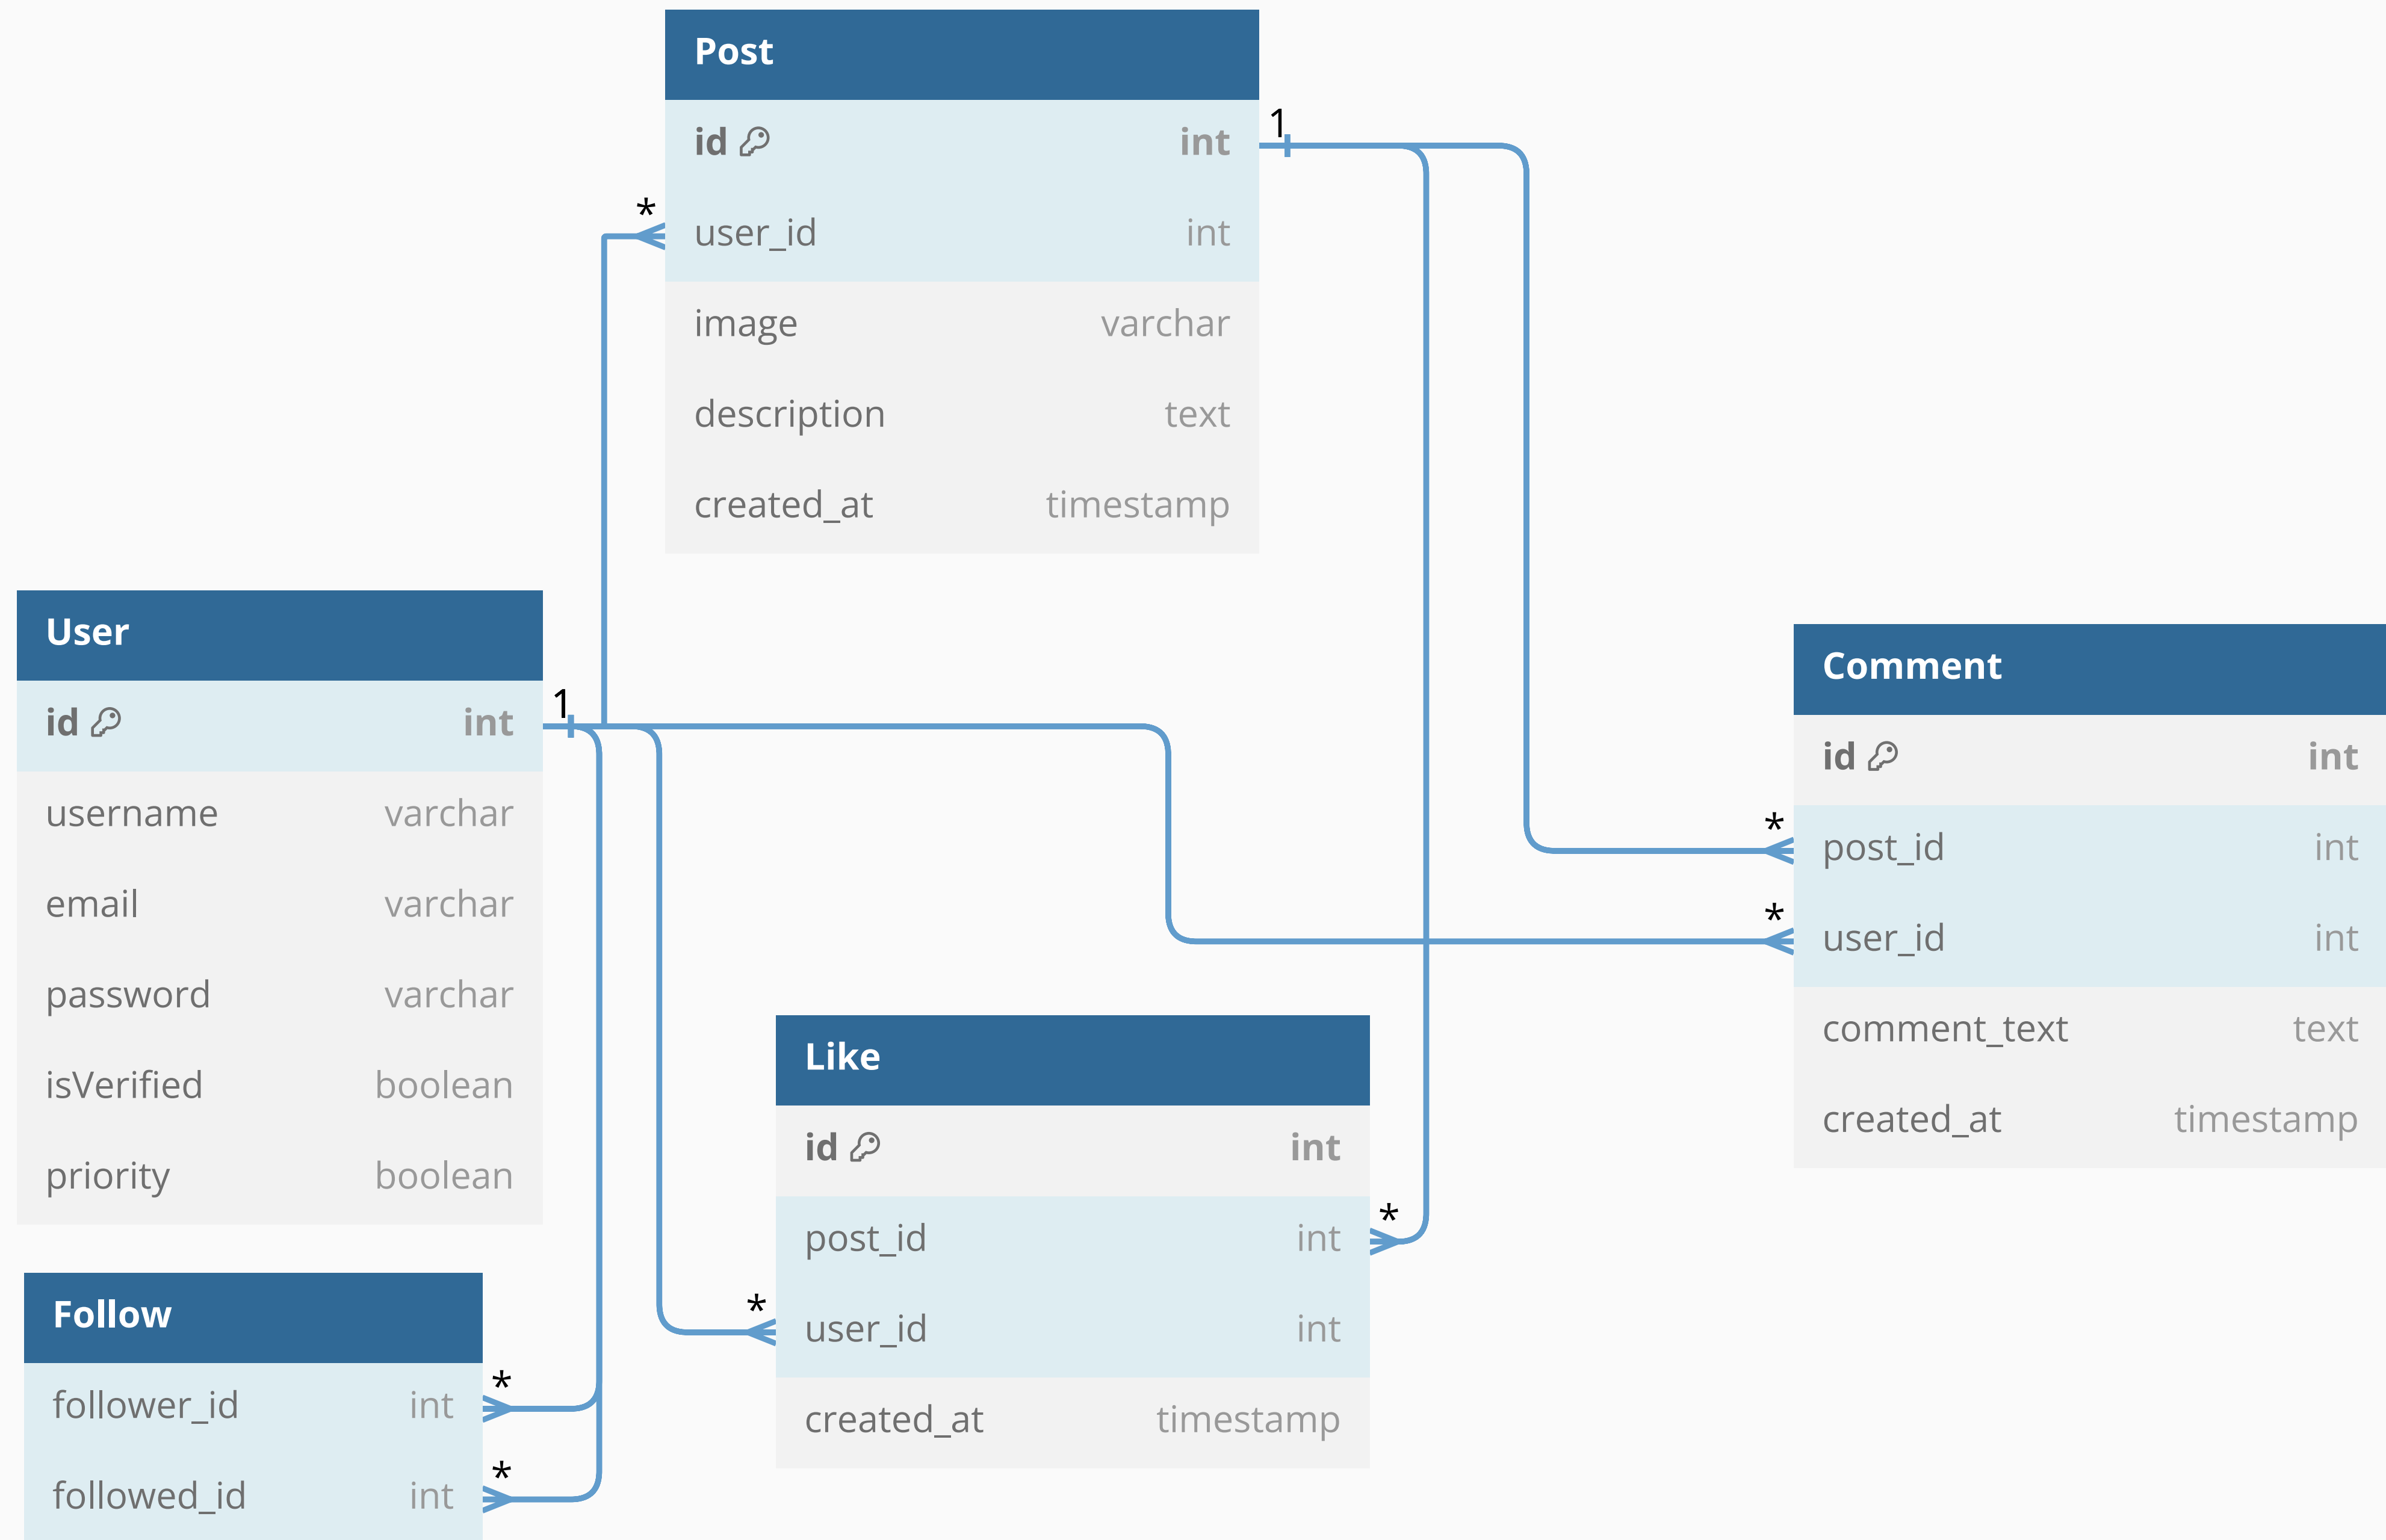 Post
id int
user_id int
image varchar
description text
created_at timestamp
1
*
User
id int
username varchar
email varchar
password varchar
isVerified boolean
priority boolean
1
Comment
id int
post_id int
user_id int
comment_text text
created_at timestamp
*
*
Like
id int
post_id int
user_id int
created_at timestamp
*
*
Follow
follower_id int
followed_id int
*
*